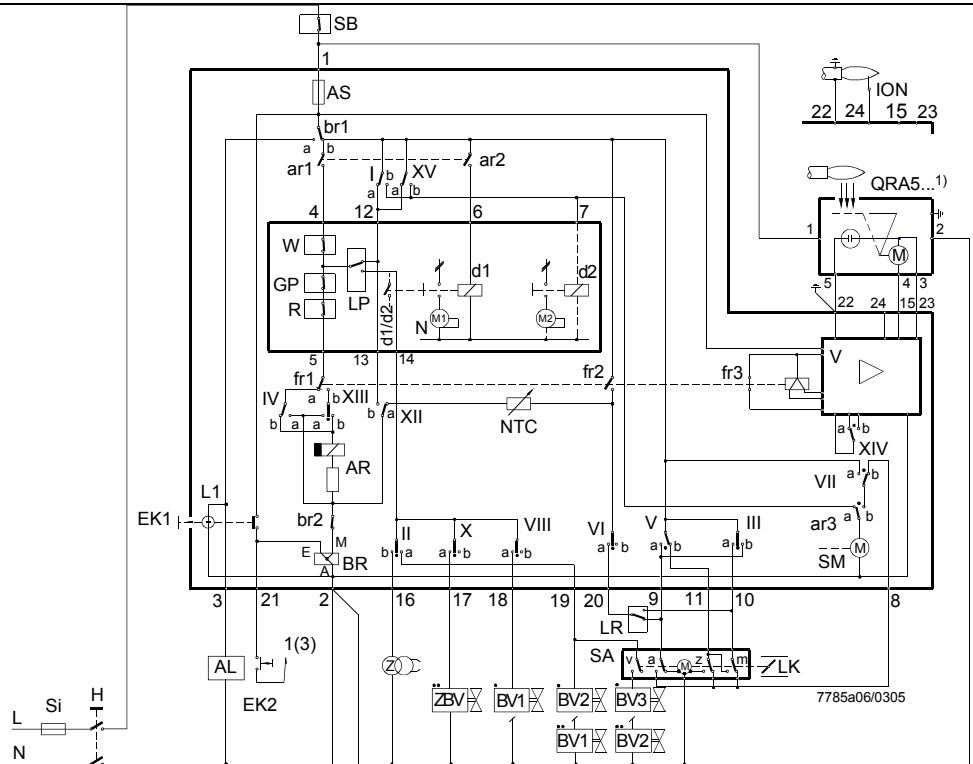 SB
1
AS
ION
22 24 15 23
br1
a b
ar1
ar2
I b XV
a a b
QRA5...1)
4 12 6 7
1 2
W
M
5 4 3
GP
LP
d1 d2
22 24 15 23
R
d1/d2
N M1 M2
V
5 13 14
fr1 fr2 fr3
IV a b XIII
b a XII
b a a b
NTC
a b
XIV
AR
VII a b
L1
EK1
br2
M
II X VIII VI V III
ar3 a b
E BR
A
b a a b a b a b a b a b
SM M
3 21 2 16 17 18 19 20 9 11 10 8
LR
1(3)
SA v a M z m LK
AL
Z
EK2
ZBV BV1 BV2 BV3
7785a06/0305
Si H
L
BV1 BV2
N